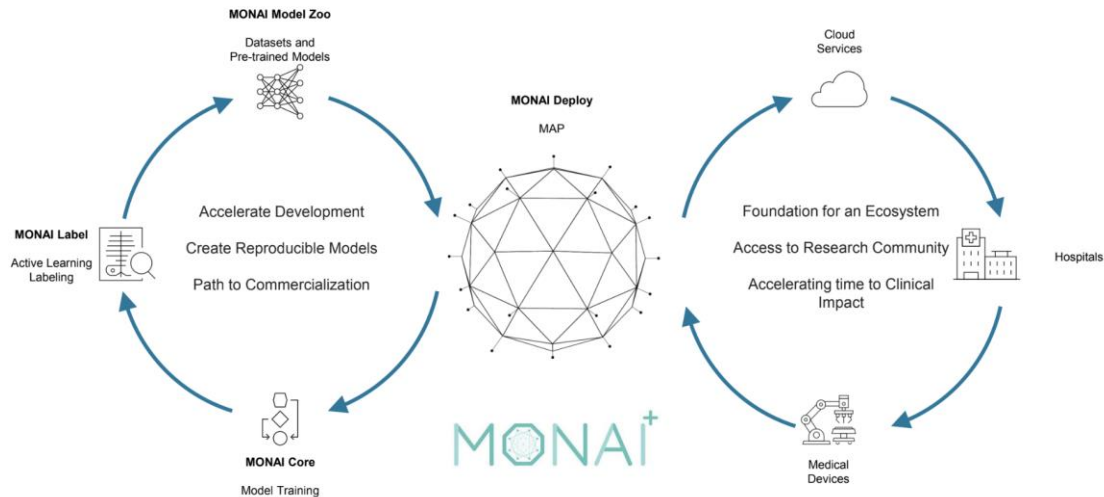 MONAI Model Zoo
Datasets and
Pre-trained Models
MONAI Label
Active Learning
Labeling
Accelerate Development
Create Reproducible Models
Path to Commercialization
MONAI Core
Model Training
MONAI Deploy
MAP
Cloud
Services
Foundation for an Ecosystem
Access to Research Community
Accelerating time to Clinical
Impact
Hospitals
Medical
Devices
MONAI+